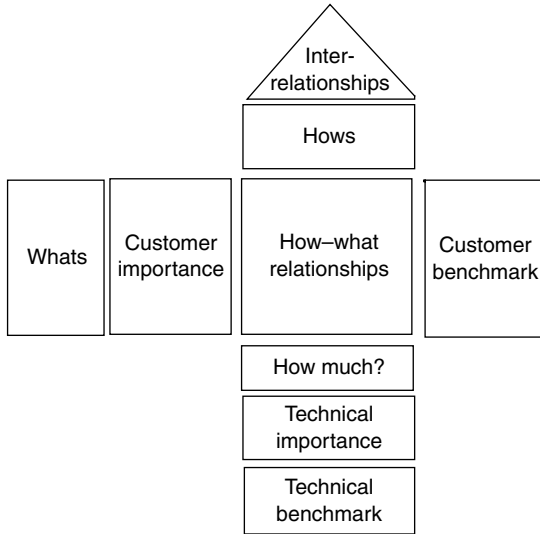 Inter-
relationships
Hows
Whats
Customer
importance
How–what
relationships
Customer
benchmark
How much?
Technical
importance
Technical
benchmark